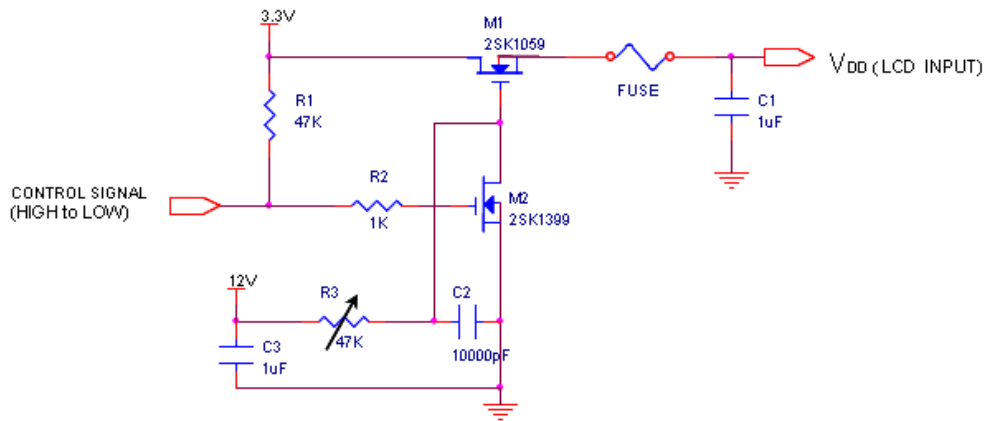 3.3V
M1
2SK1059
FUSE
VDD (LCD INPUT)
R1
47K
C1
1uF
CONTROL SIGNAL
(HIGH to LOW)
R2
1K
M2
2SK1399
12V
R3
47K
C2
10000pF
C3
1uF